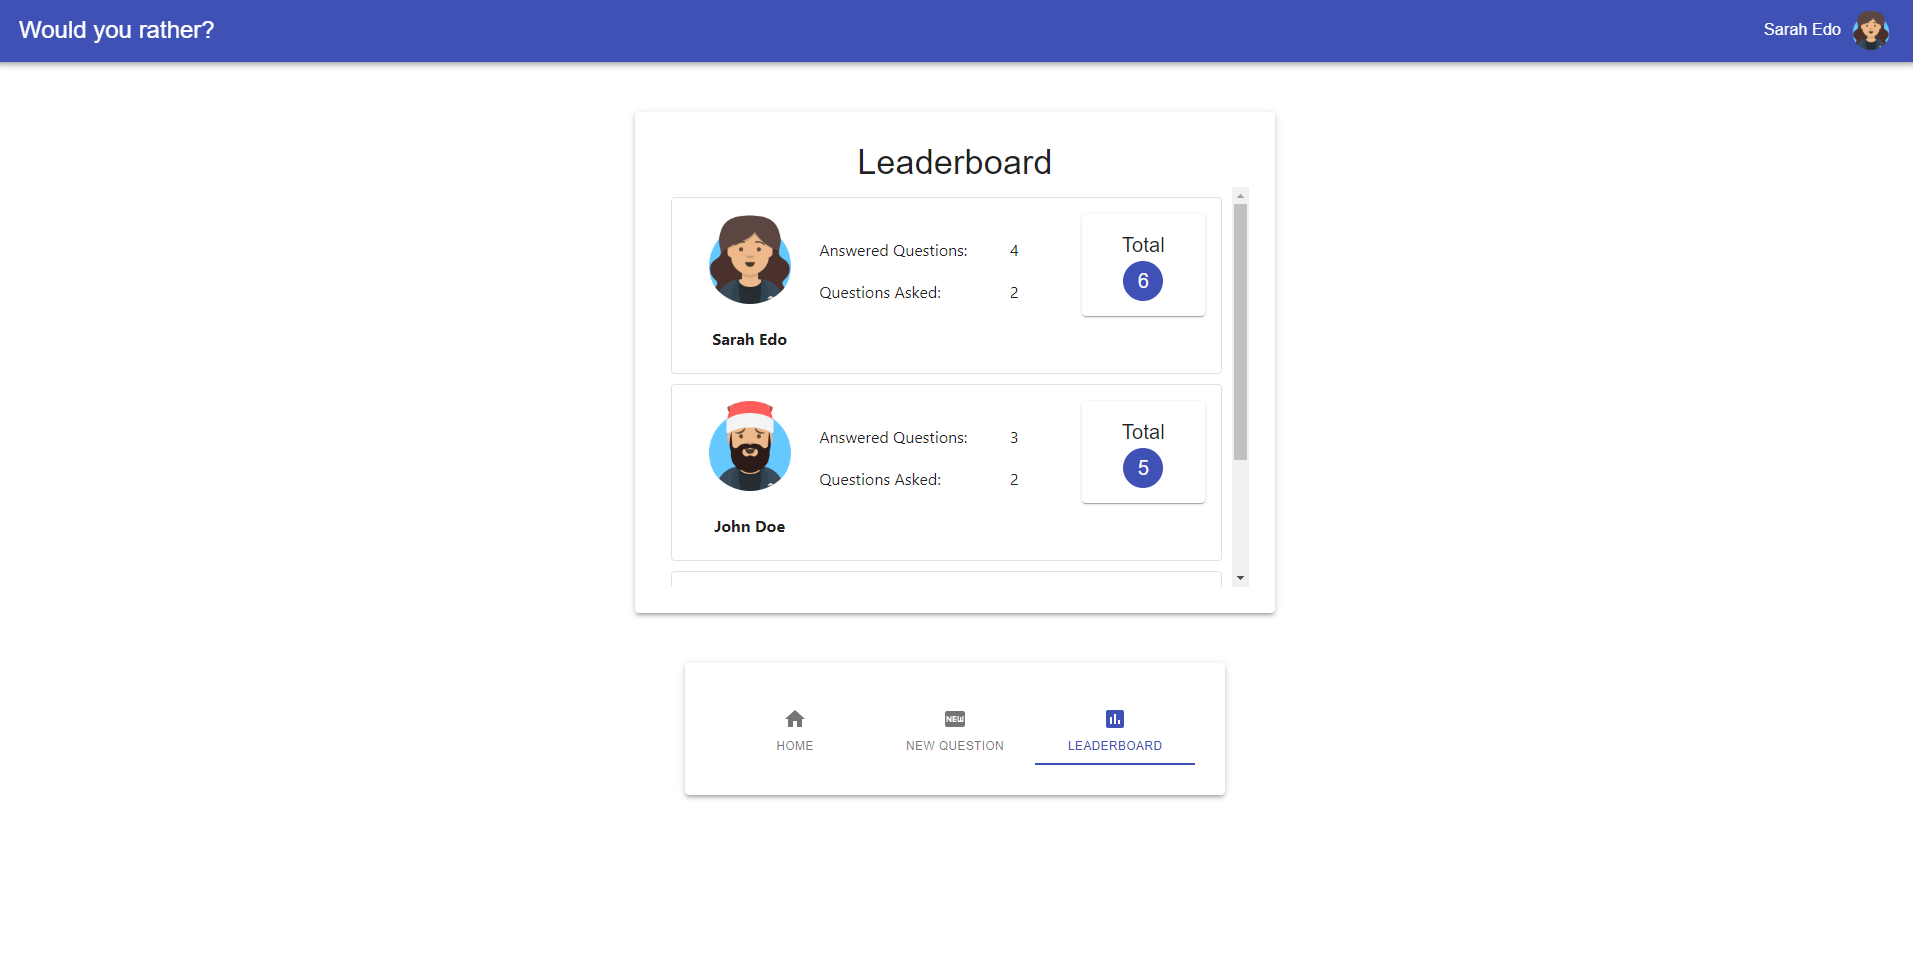 Would you rather?
Sarah Edo
Leaderboard
Answered Questions: 4
Questions Asked: 2
Sarah Edo
Total
6
Answered Questions: 3
Questions Asked: 2
John Doe
Total
5
NEW
HOME
NEW QUESTION
LEADERBOARD